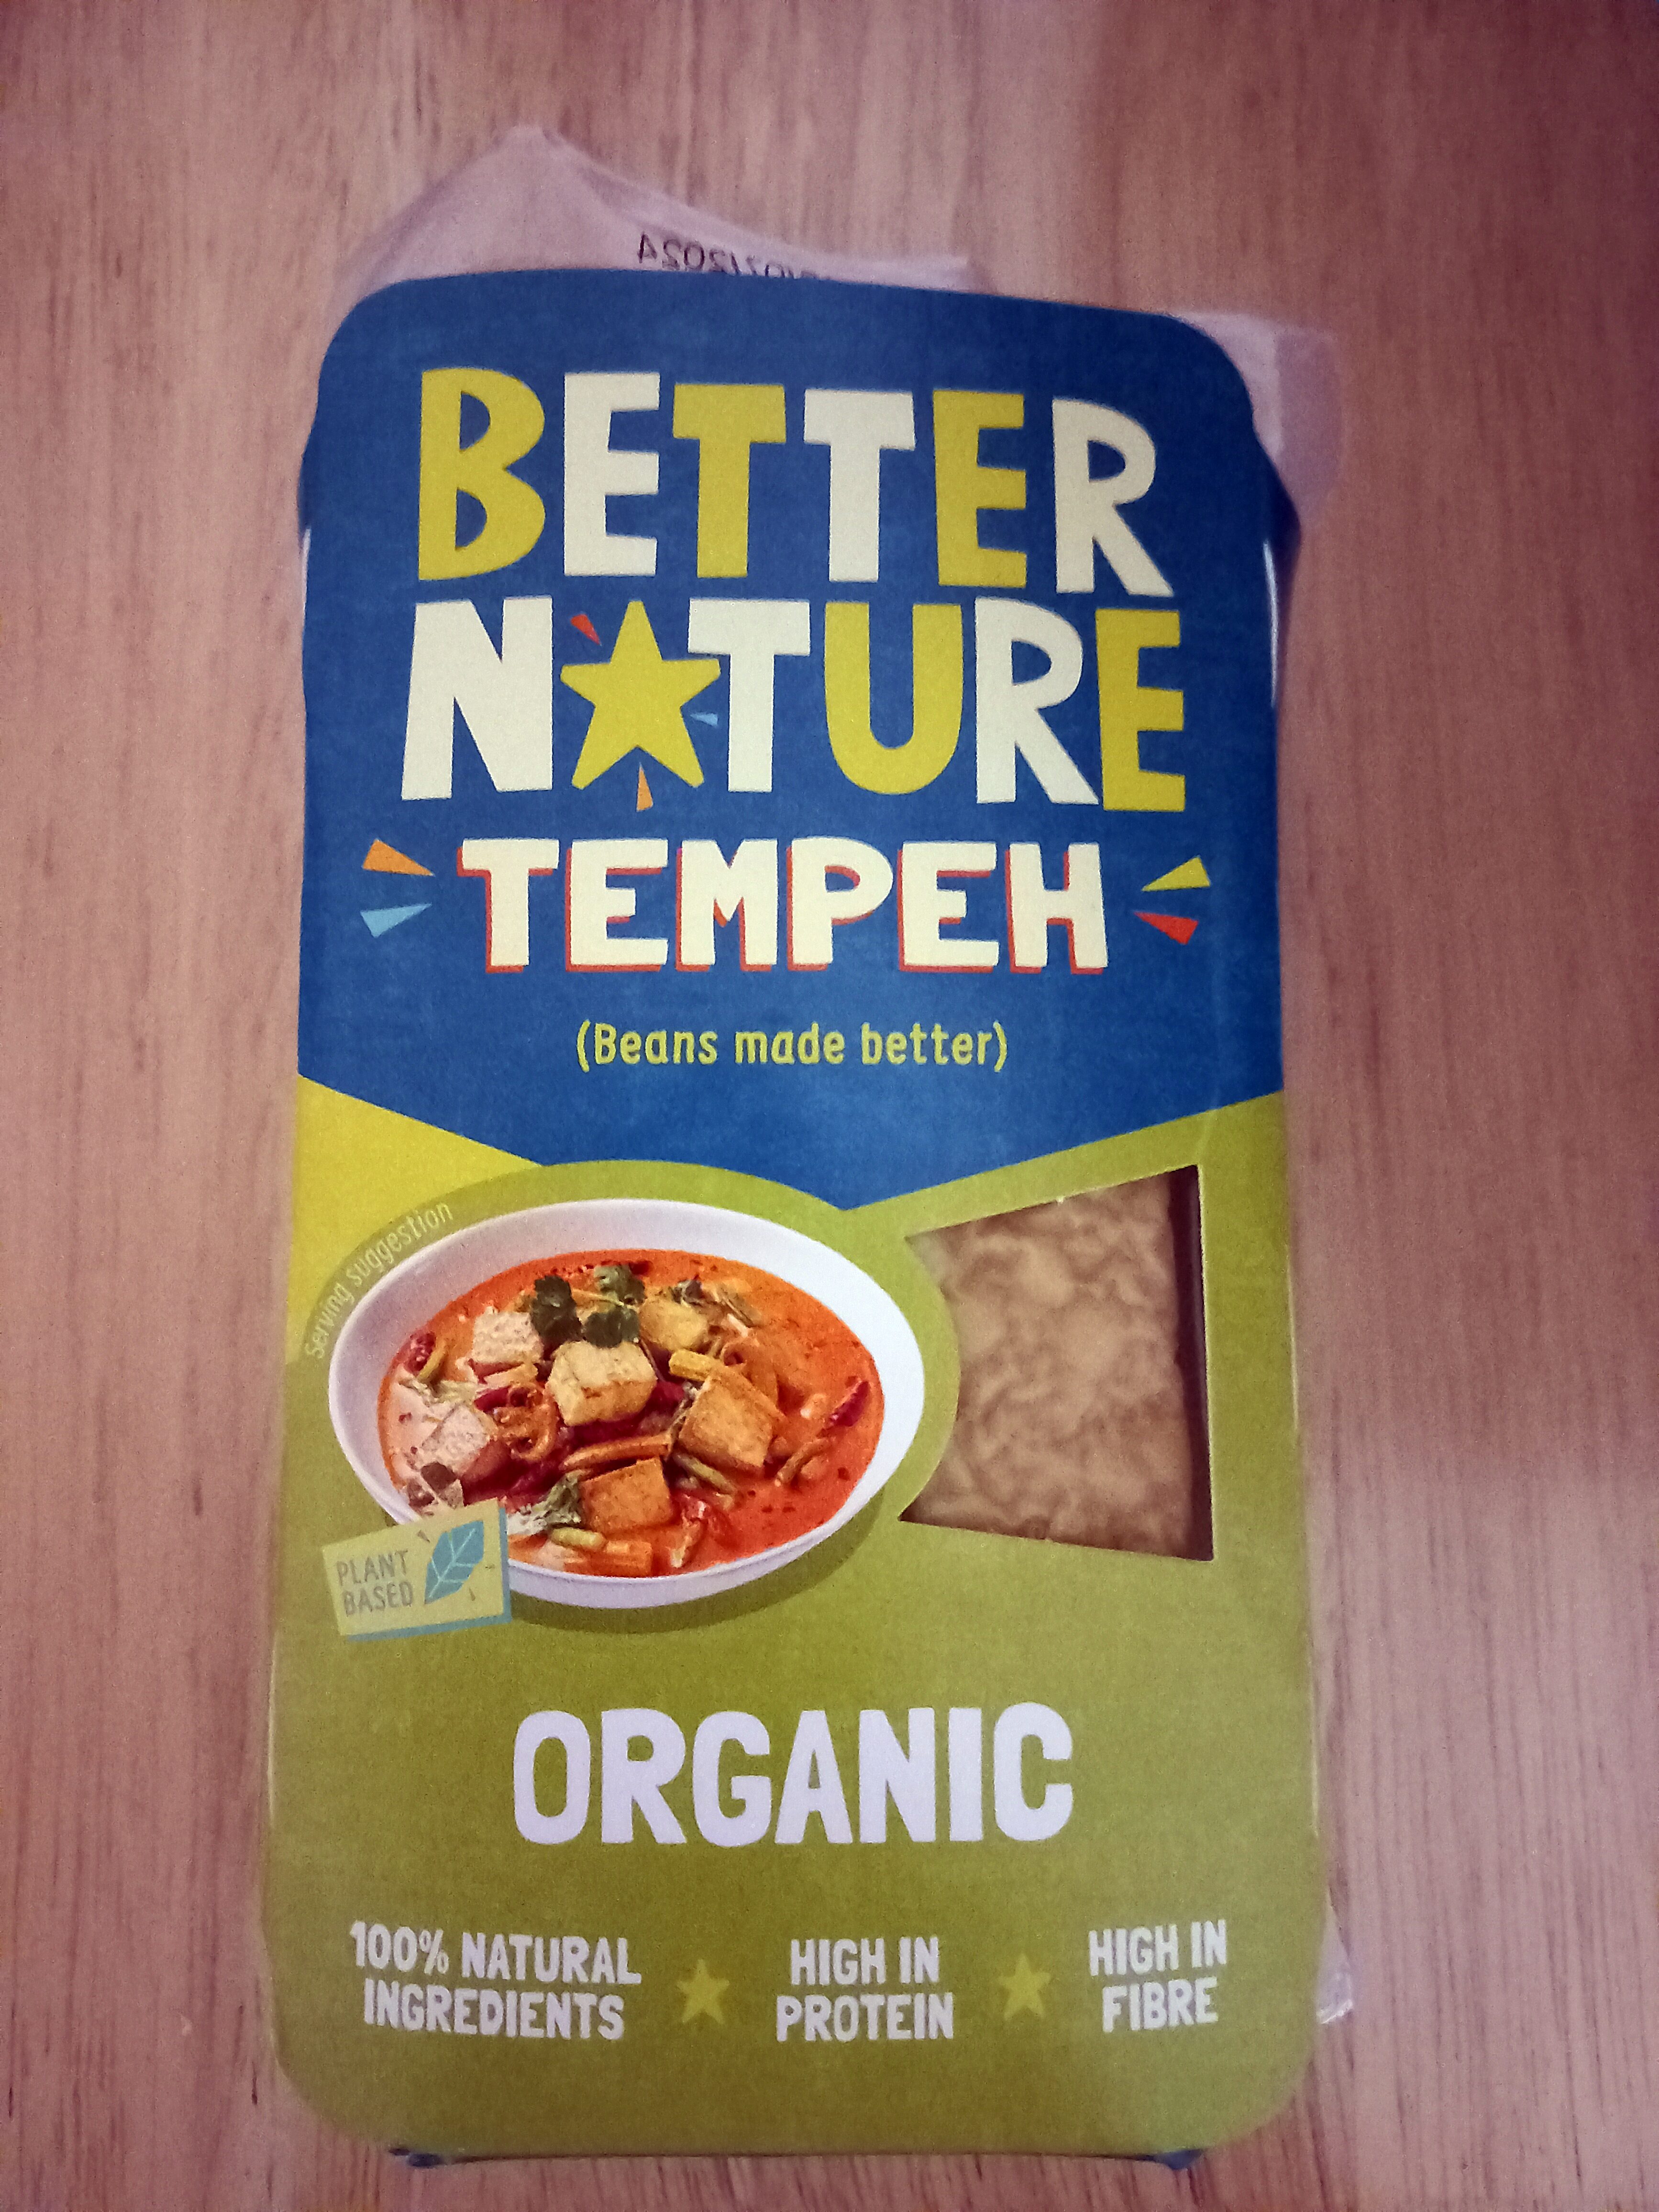 BETTER
NATURE
TEMPEH
(Beans made better)
Serving suggestion
PLANT
BASED
ORGANIC
100% NATURAL
INGREDIENTS
HIGH IN
PROTEIN
HIGH IN
FIBRE